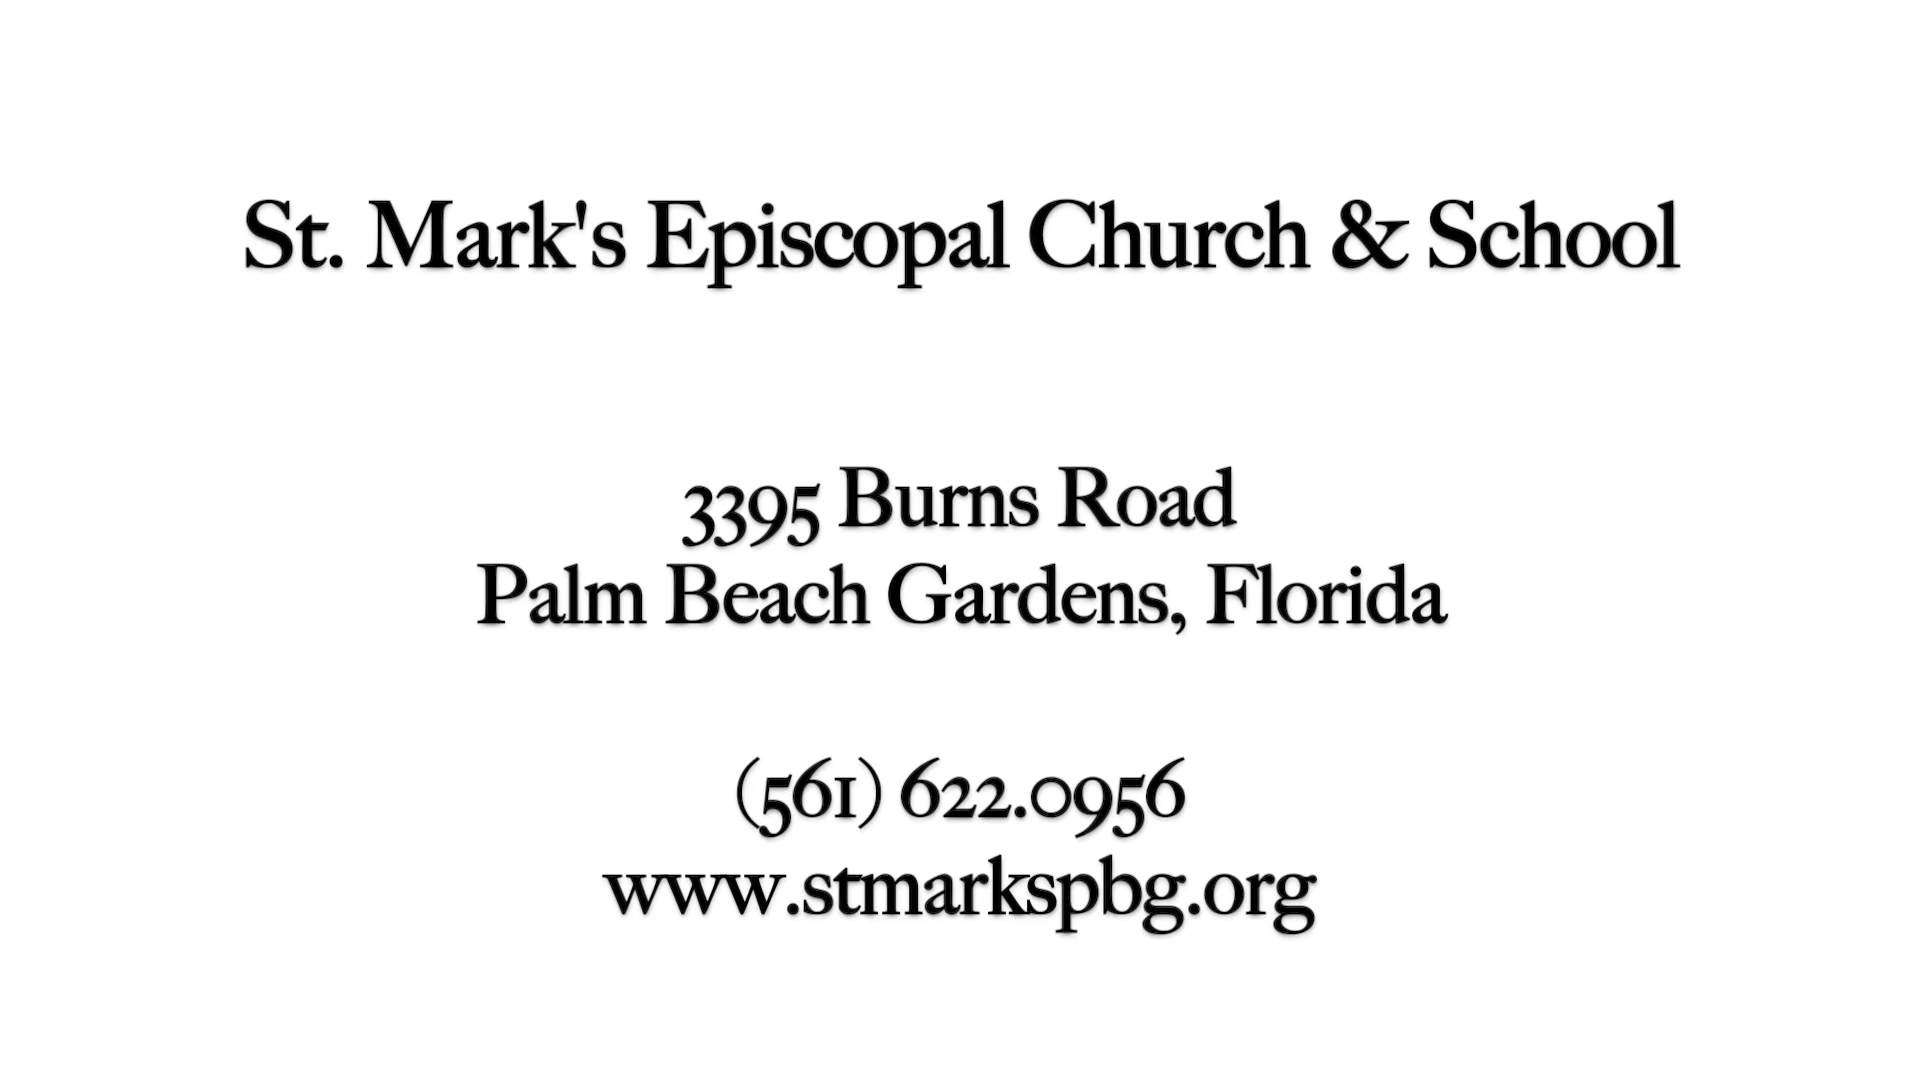 St. Mark's Episcopal Church & School
3395 Burns Road
Palm Beach Gardens, Florida
(561) 622.0956
www.stmarkspbg.org